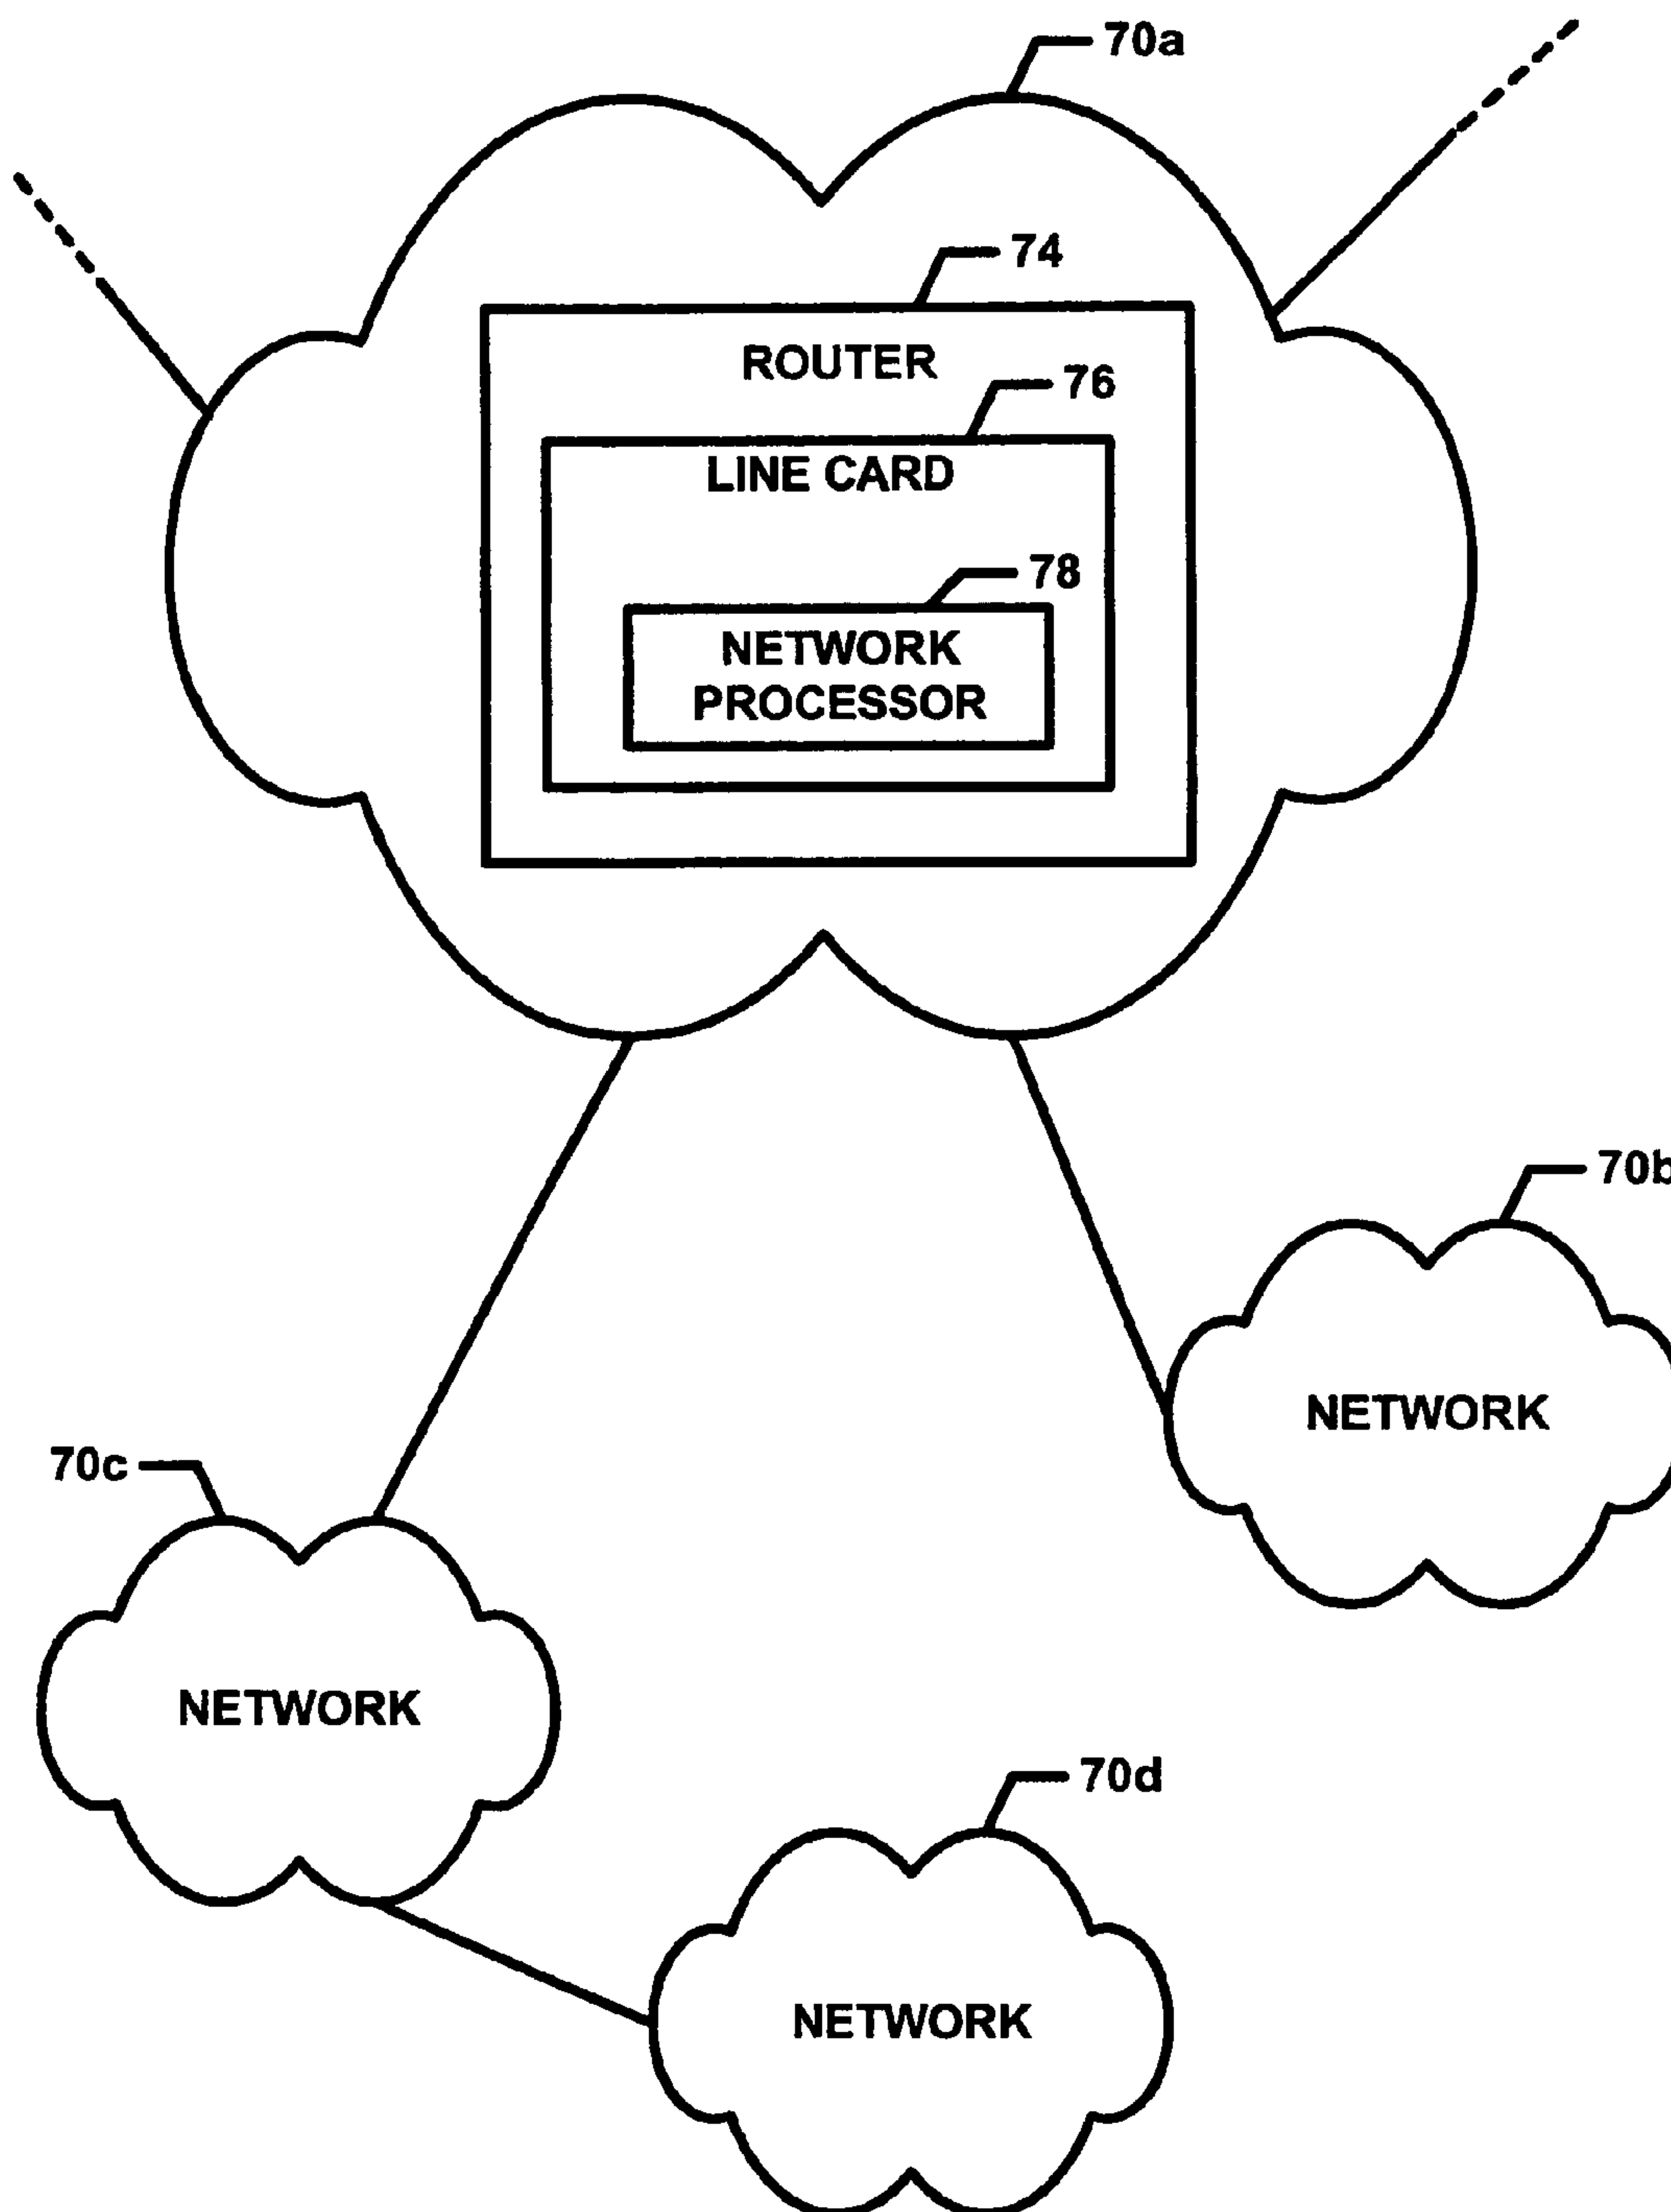 70a
74
ROUTER
76
LINE CARD
78
NETWORK
PROCESSOR
70b
NETWORK
70c
NETWORK
70d
NETWORK